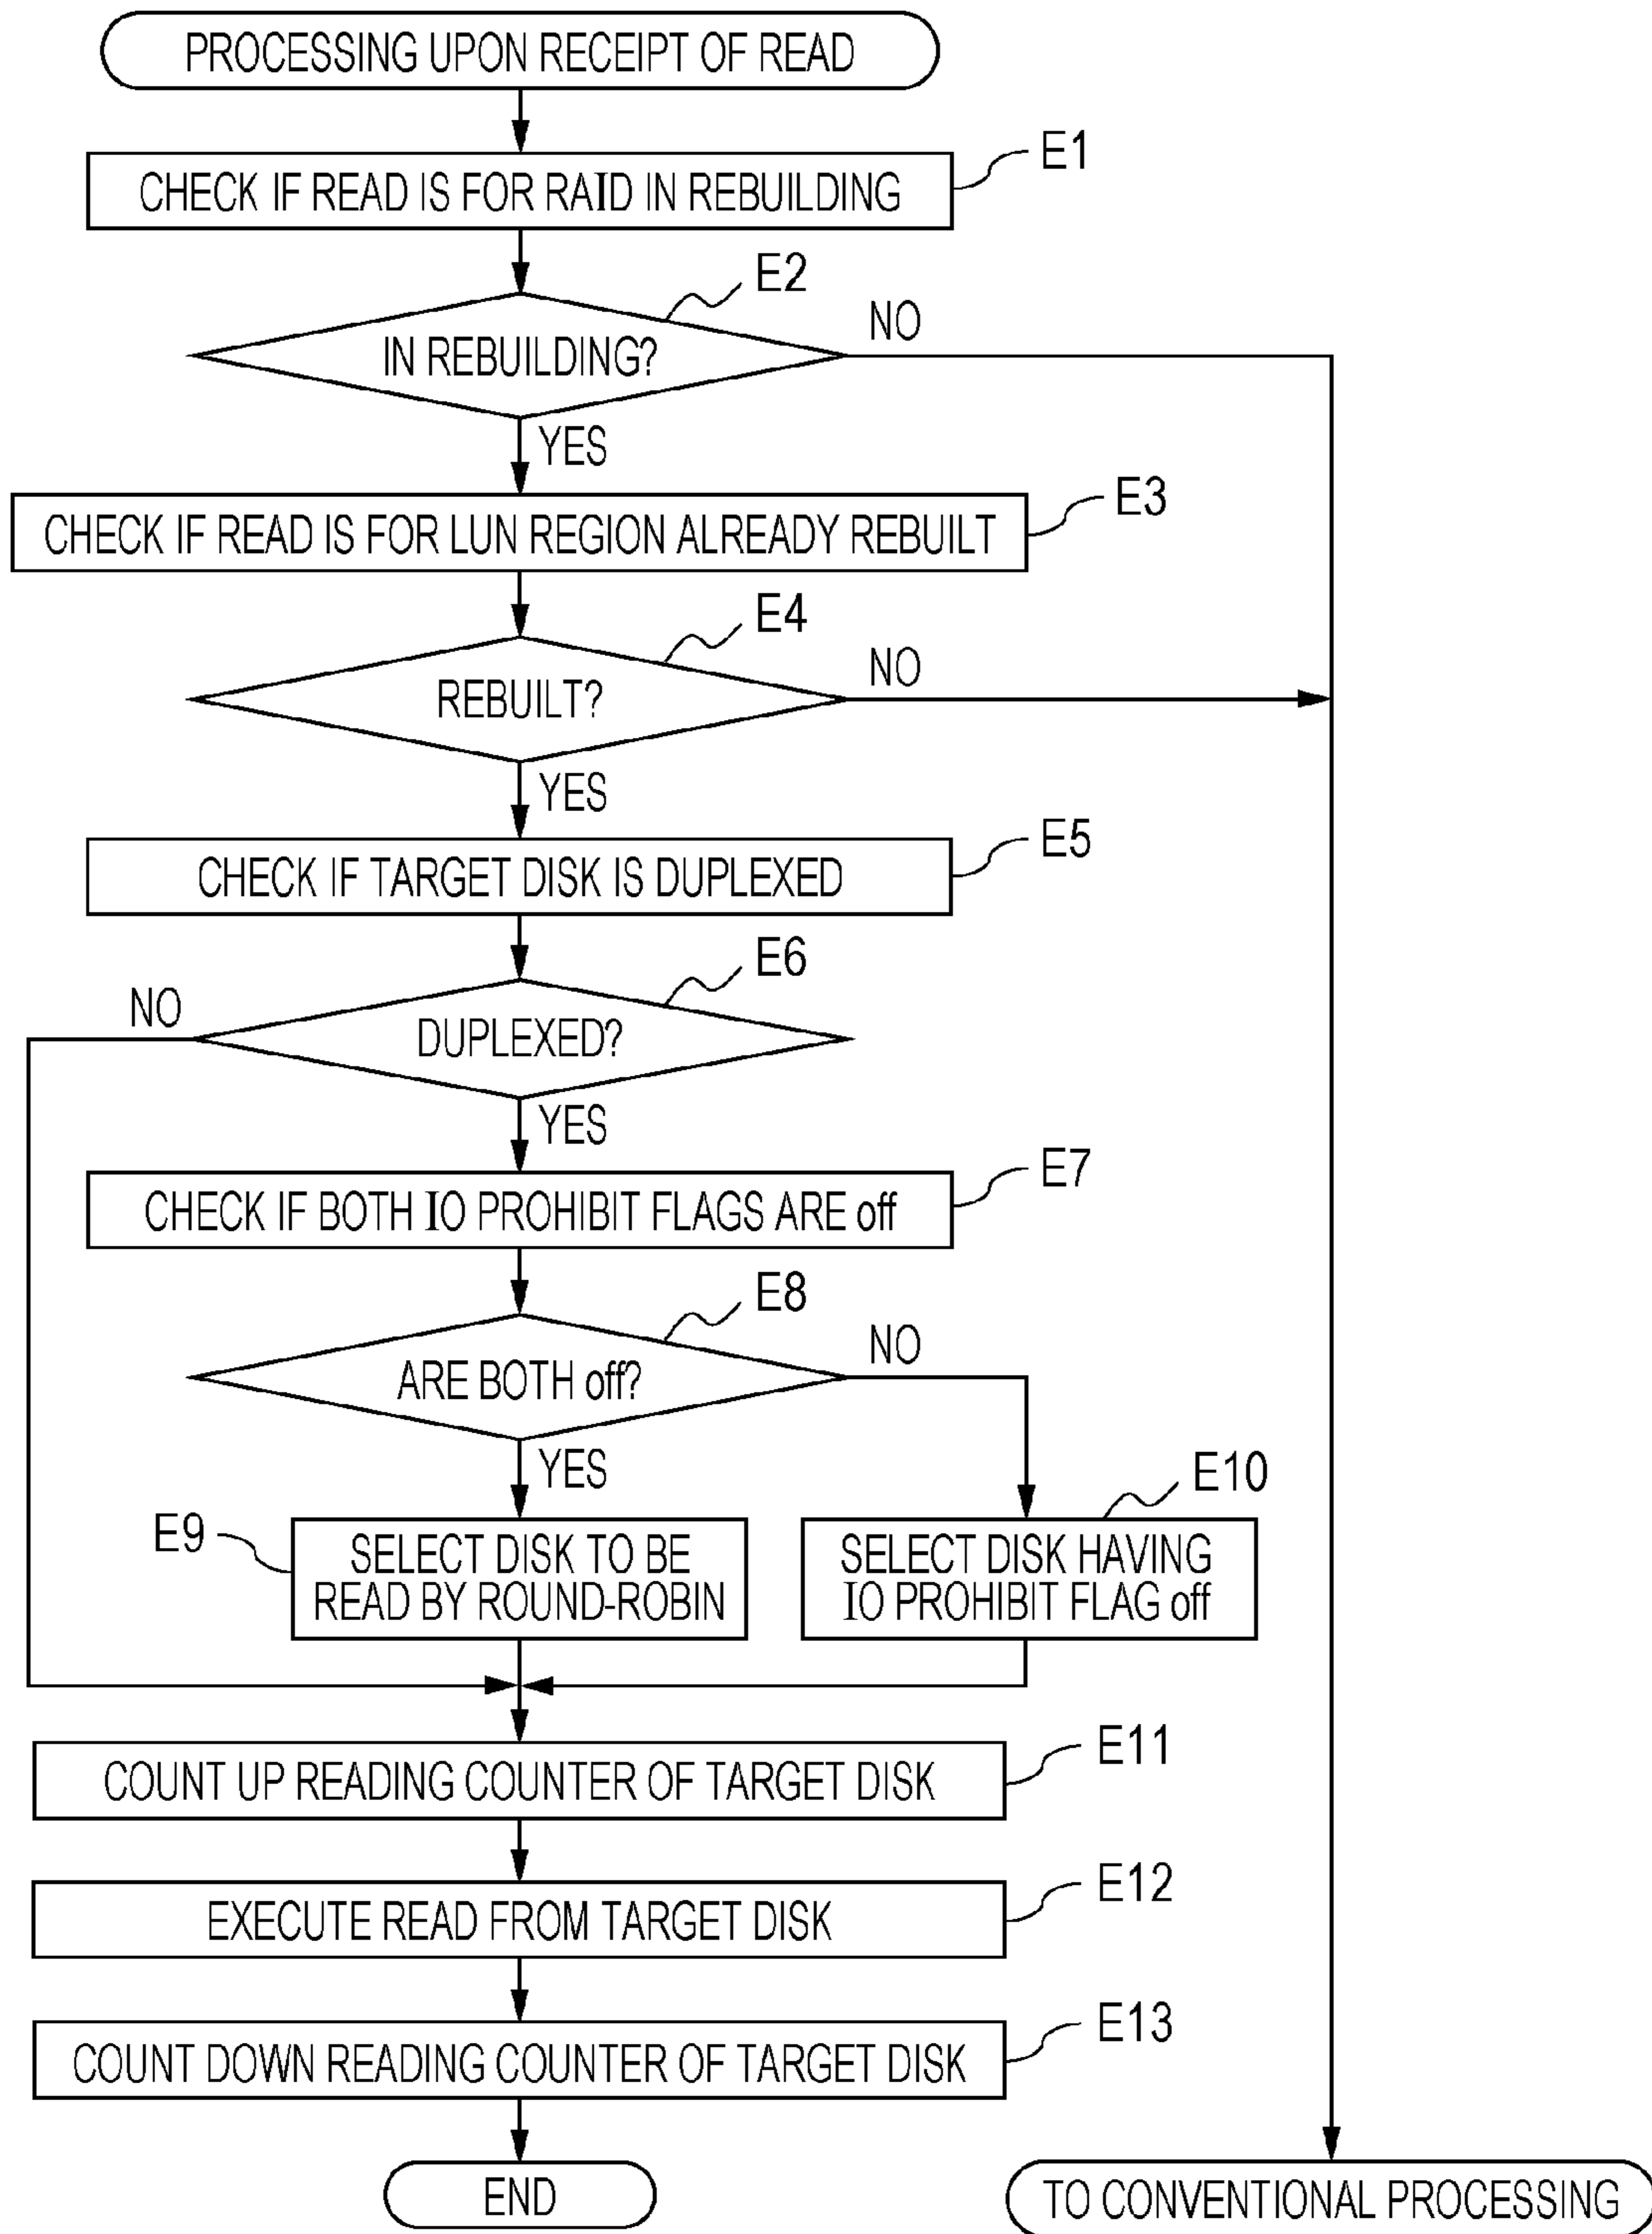 PROCESSING UPON RECEIPT OF READ
E1
CHECK IF READ IS FOR RAID IN REBUILDING
E2
NO
IN REBUILDING?
YES
E3
CHECK IF READ IS FOR LUN REGION ALREADY REBUILT
E4
NO
REBUILT?
YES
E5
CHECK IF TARGET DISK IS DUPLEXED
E6
NO
DUPLEXED?
YES
E7
CHECK IF BOTH IO PROHIBIT FLAGS ARE off
E8
NO
ARE BOTH off?
YES
E10
E9
SELECT DISK TO BE
READ BY ROUND-ROBIN
SELECT DISK HAVING
IO PROHIBIT FLAG off
E11
COUNT UP READING COUNTER OF TARGET DISK
E12
EXECUTE READ FROM TARGET DISK
E13
COUNT DOWN READING COUNTER OF TARGET DISK
END
TO CONVENTIONAL PROCESSING